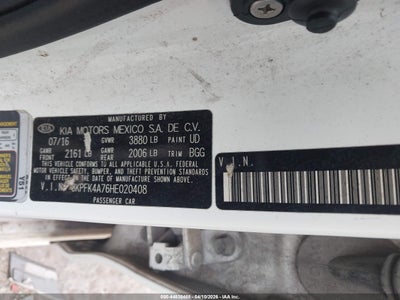 MANUFACTURED BY
KIA KIA MOTORS MEXICO S.A. DE C.V.
07/16 GVWR 3880 LB PAINT UD
GAWR FRONT 2161 LB GAWR REAR 2006 LB TRIM BGG
THIS VEHICLE CONFORMS TO ALL APPLICABLE U.S.A. FEDERAL
MOTOR VEHICLE SAFETY, BUMPER, AND THEFT PREVENTION
STANDARDS IN EFFECT ON THE DATE OF MANUFACTURE
SHOWN ABOVE.
V.I.N. 3KPFK4A76HE020408
PASSENGER CAR
V.I.N.